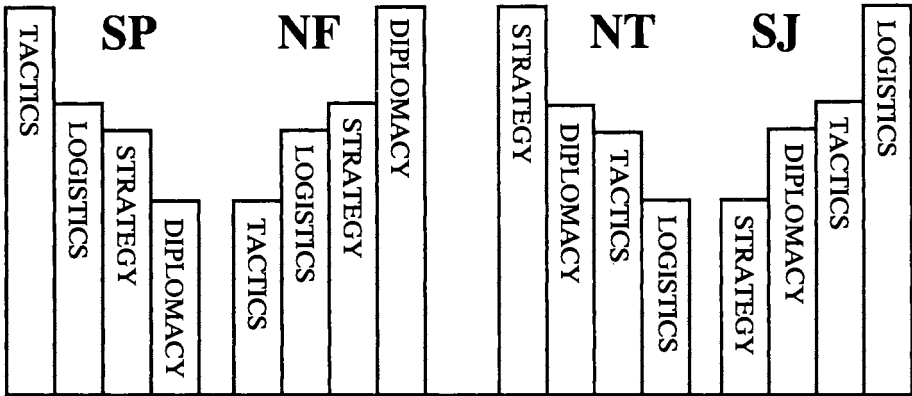 SP
TACTICS
LOGISTICS
STRATEGY
DIPLOMACY
NF
TACTICS
LOGISTICS
STRATEGY
DIPLOMACY
NT
STRATEGY
DIPLOMACY
TACTICS
LOGISTICS
SJ
STRATEGY
DIPLOMACY
TACTICS
LOGISTICS